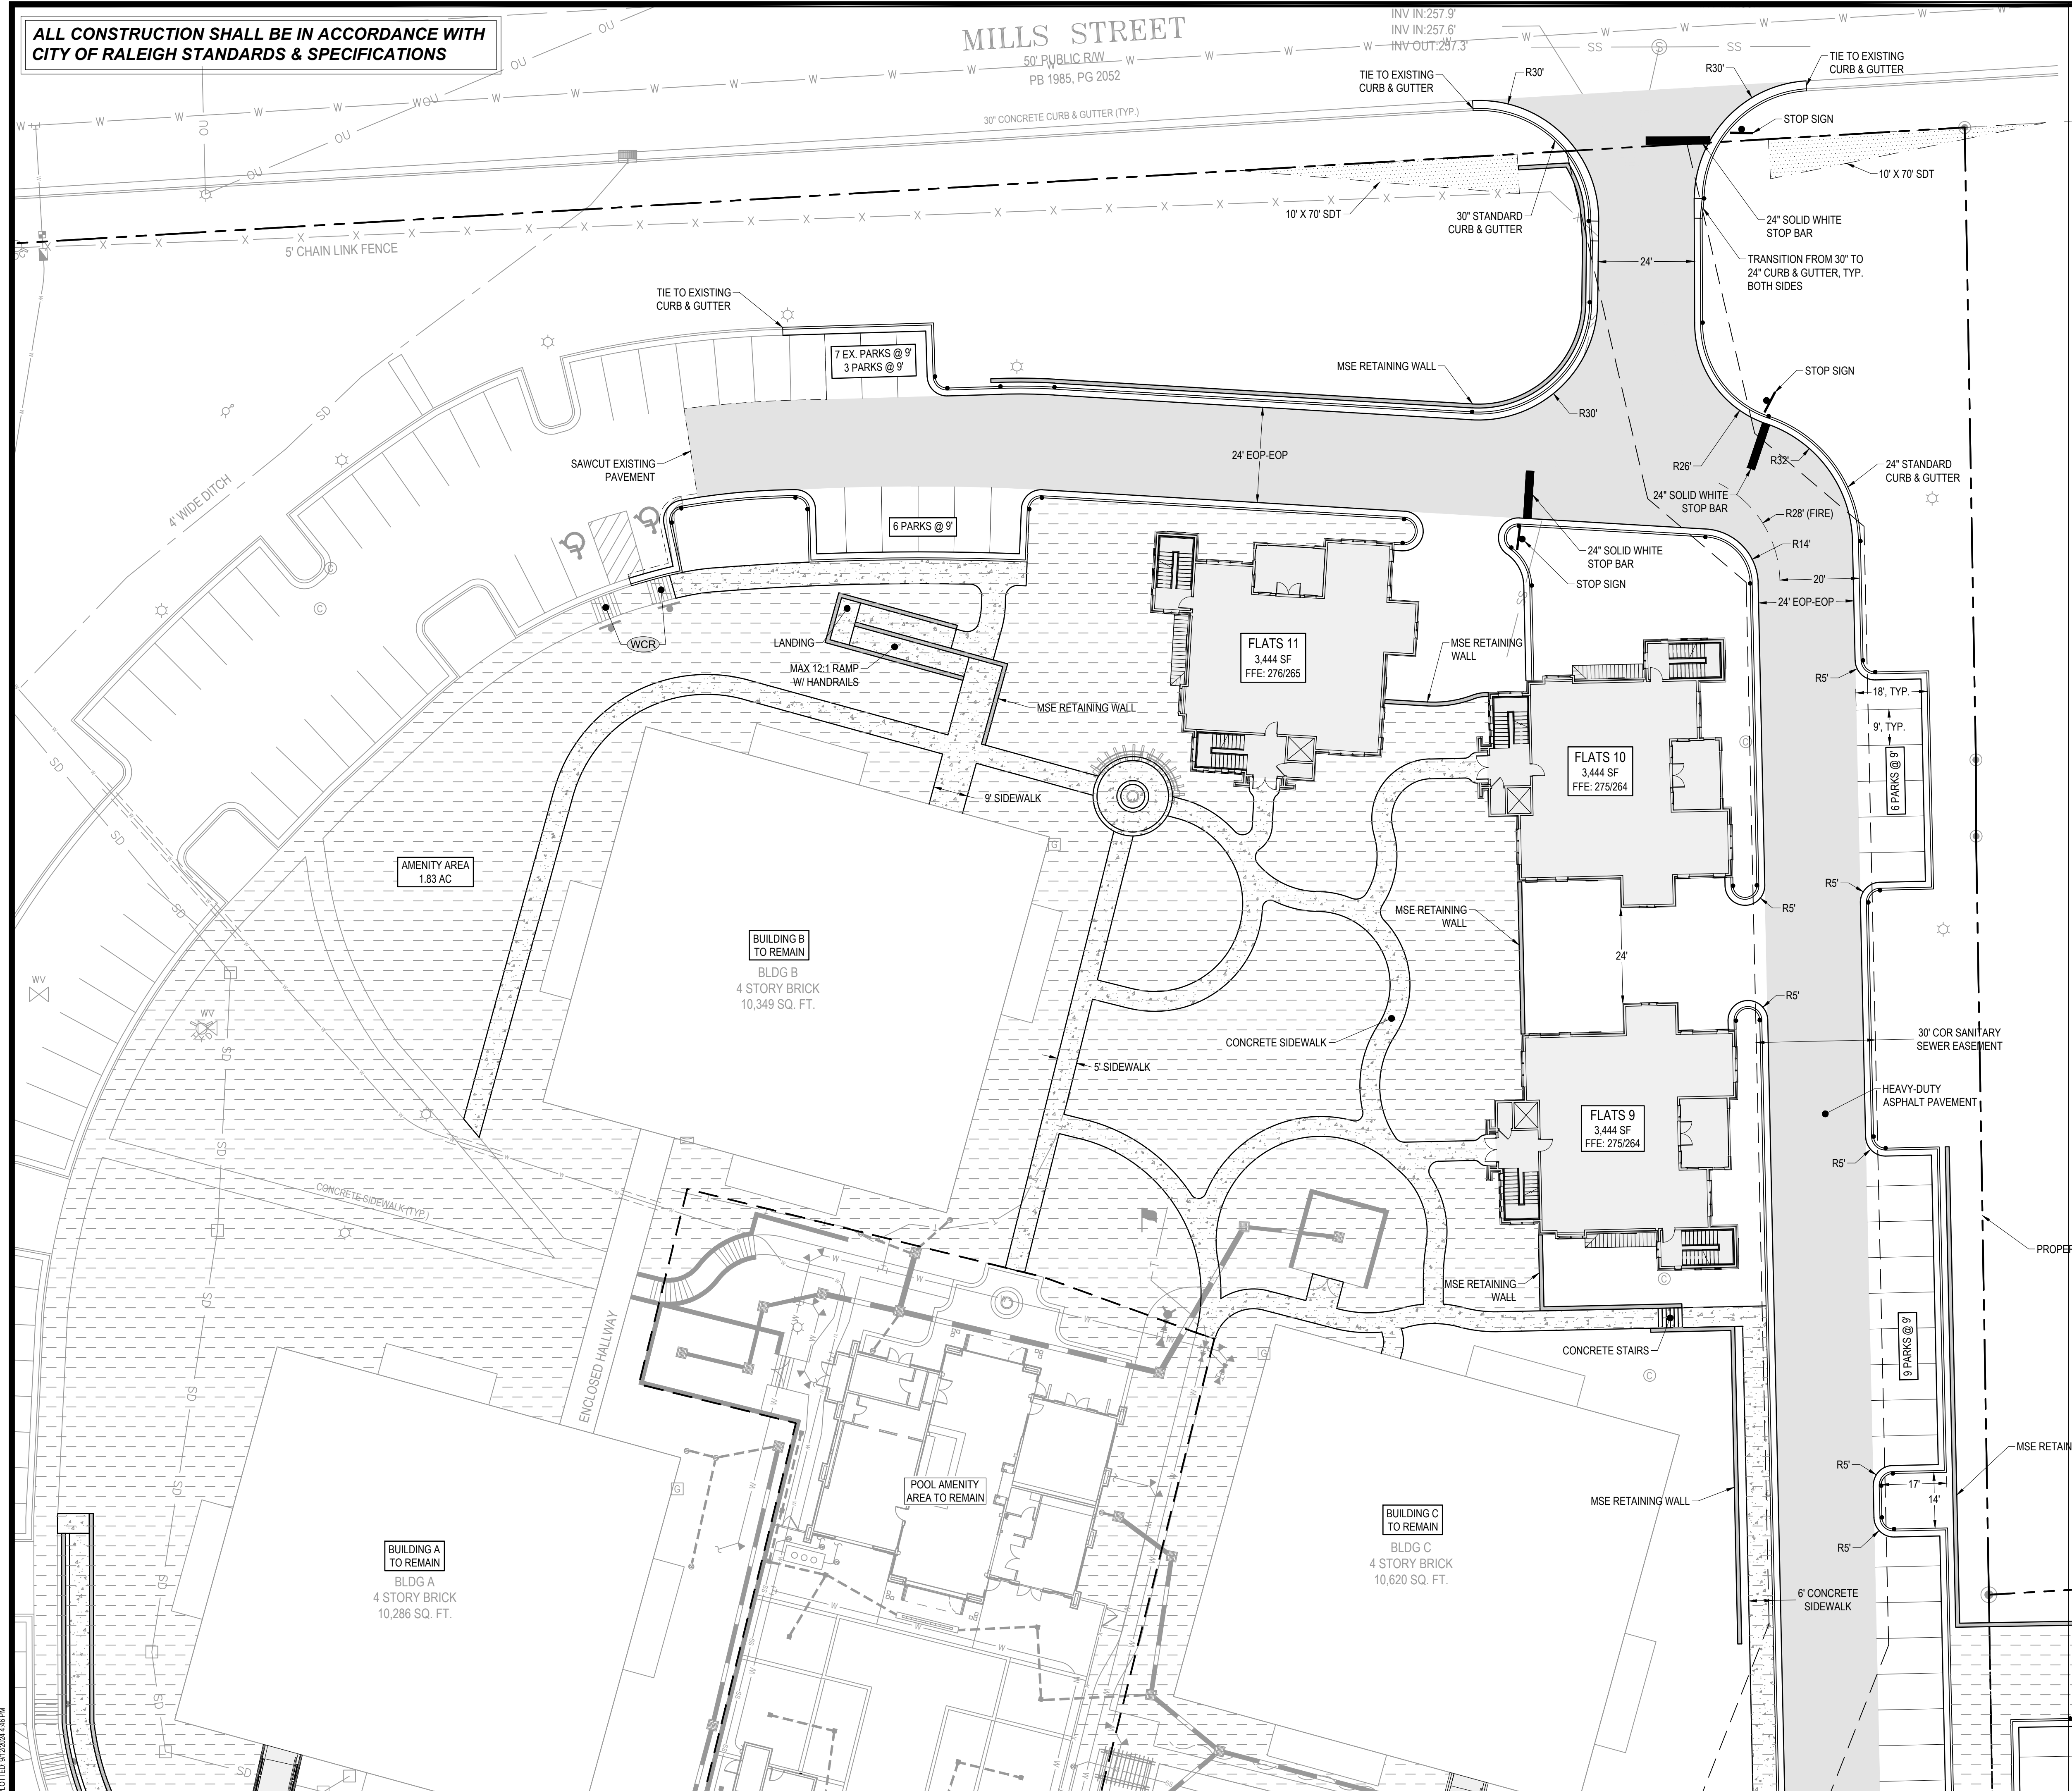 ALL CONSTRUCTION SHALL BE IN ACCORDANCE WITH
CITY OF RALEIGH STANDARDS & SPECIFICATIONS
MILLS STREET
50' PUBLIC R/W
PB 1985, PG 2052
INV IN:257.9'
INV IN:257.6'
INV OUT:257.3'
30" CONCRETE CURB & GUTTER (TYP.)
TIE TO EXISTING
CURB & GUTTER
R30'
R30'
TIE TO EXISTING
CURB & GUTTER
STOP SIGN
10' X 70' SDT
10' X 70' SDT
30" STANDARD
CURB & GUTTER
24" SOLID WHITE
STOP BAR
24'
TRANSITION FROM 30" TO
24" CURB & GUTTER, TYP.
BOTH SIDES
5' CHAIN LINK FENCE
TIE TO EXISTING
CURB & GUTTER
7 EX. PARKS @ 9'
3 PARKS @ 9'
MSE RETAINING WALL
STOP SIGN
R30'
SAWCUT EXISTING
PAVEMENT
24' EOP-EOP
R26'
R32'
24" STANDARD
CURB & GUTTER
4' WIDE DITCH
6 PARKS @ 9'
24" SOLID WHITE
STOP BAR
R28' (FIRE)
R14'
24" SOLID WHITE
STOP BAR
STOP SIGN
20'
24' EOP-EOP
WCR
LANDING
MAX 12:1 RAMP
W/ HANDRAILS
FLATS 11
3,444 SF
FFE: 276/265
MSE RETAINING
WALL
MSE RETAINING WALL
R5'
18', TYP.
9', TYP.
6 PARKS @ 9'
FLATS 10
3,444 SF
FFE: 275/264
9' SIDEWALK
AMENITY AREA
1.83 AC
BUILDING B
TO REMAIN
BLDG B
4 STORY BRICK
10,349 SQ. FT.
MSE RETAINING
WALL
R5'
R5'
24'
R5'
CONCRETE SIDEWALK
30' COR SANITARY
SEWER EASEMENT
5' SIDEWALK
HEAVY-DUTY
ASPHALT PAVEMENT
FLATS 9
3,444 SF
FFE: 275/264
R5'
CONCRETE SIDEWALK (TYP.)
PROPER
MSE RETAINING
WALL
ENCLOSED HALLWAY
CONCRETE STAIRS
9 PARKS @ 9'
MSE RETAIN
POOL AMENITY
AREA TO REMAIN
R5'
17'
14'
R5'
MSE RETAINING WALL
BUILDING C
TO REMAIN
BLDG C
4 STORY BRICK
10,620 SQ. FT.
BUILDING A
TO REMAIN
BLDG A
4 STORY BRICK
10,286 SQ. FT.
6' CONCRETE
SIDEWALK